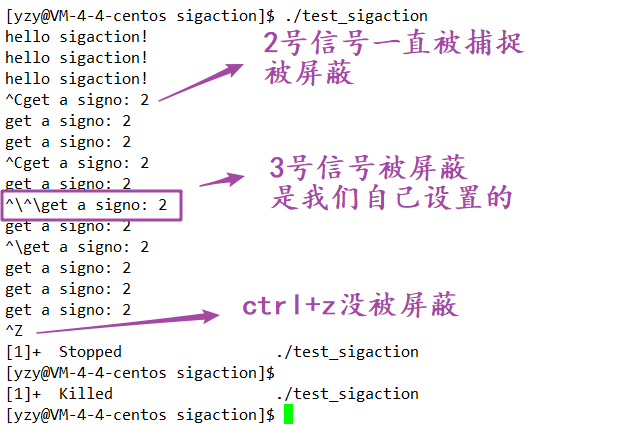 [yzy@VM-4-4-centos sigaction]$ ./test_sigaction
hello sigaction!
hello sigaction!
hello sigaction!
2号信号一直被捕捉
被屏蔽
^Cget a signo: 2
get a signo: 2
get a signo: 2
^Cget a signo: 2
get a signo: 2
3号信号被屏蔽
是我们自己设置的
^\^\get a signo: 2
get a signo: 2
^\get a signo: 2
get a signo: 2
get a signo: 2
get a signo: 2
ctrl+z没被屏蔽
^Z
[1]+  Stopped                 ./test_sigaction
[yzy@VM-4-4-centos sigaction]$
[1]+  Killed                  ./test_sigaction
[yzy@VM-4-4-centos sigaction]$